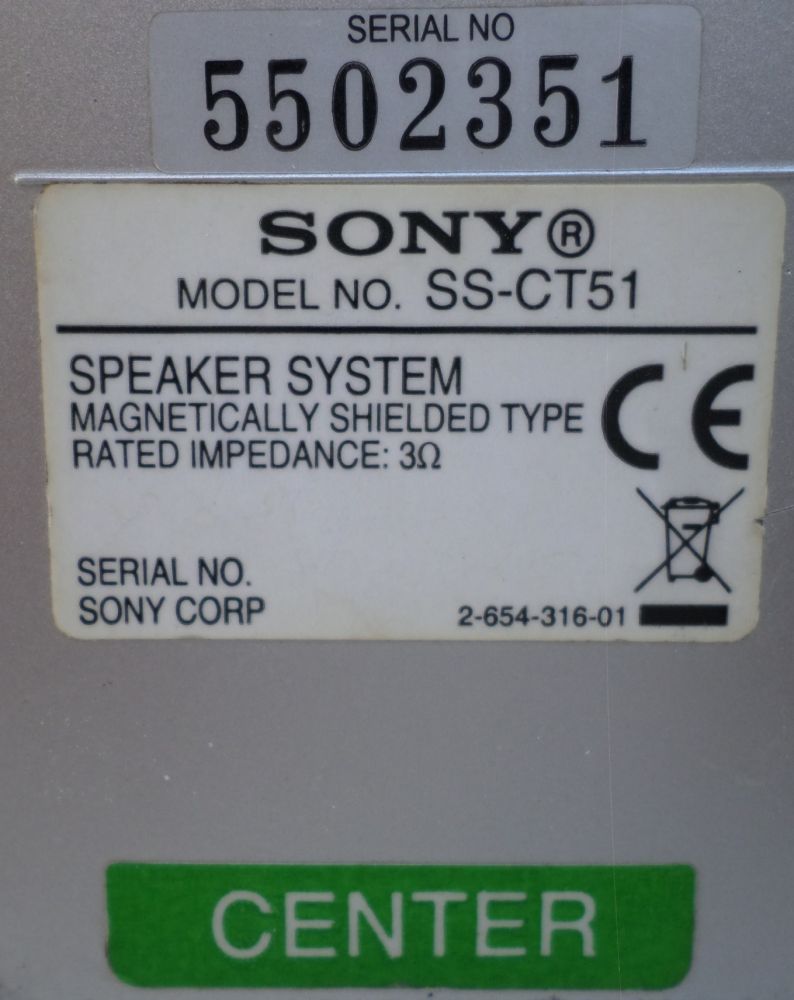 SERIAL NO
5502351
SONY®
MODEL NO. SS-CT51
SPEAKER SYSTEM
MAGNETICALLY SHIELDED TYPE
RATED IMPEDANCE: 3Ω
CE
SERIAL NO.
SONY CORP
2-654-316-01
CENTER